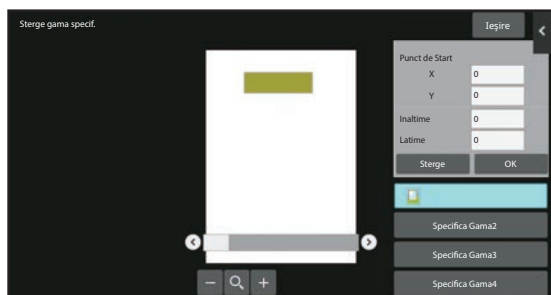 Sterge gama specif.
Ieşire
Punct de Start
X 0
Y 0
Inaltime 0
Latime 0
Sterge OK
Specifica Gama2
Specifica Gama3
Specifica Gama4